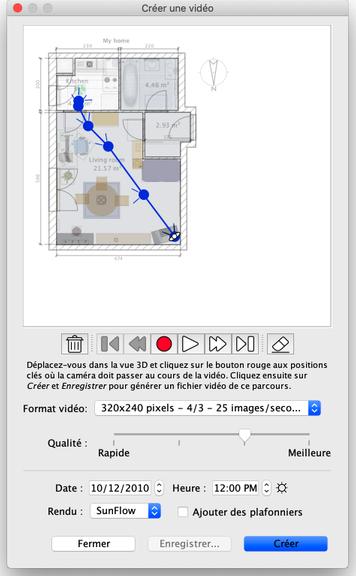 Créer une vidéo
My home
239
220
Kitchen
4.48 m²
2.93 m²
Living room
21.57 m²
474
N
Déplacez-vous dans la vue 3D et cliquez sur le bouton rouge aux positions
clés où la caméra doit passer au cours de la vidéo. Cliquez ensuite sur
Créer et Enregistrer pour générer un fichier vidéo de ce parcours.
Format vidéo: 320x240 pixels – 4/3 – 25 images/seco...
Qualité :
Rapide Meilleure
Date : 10/12/2010 Heure : 12:00 PM
Rendu : SunFlow Ajouter des plafonniers
Fermer Enregistrer... Créer